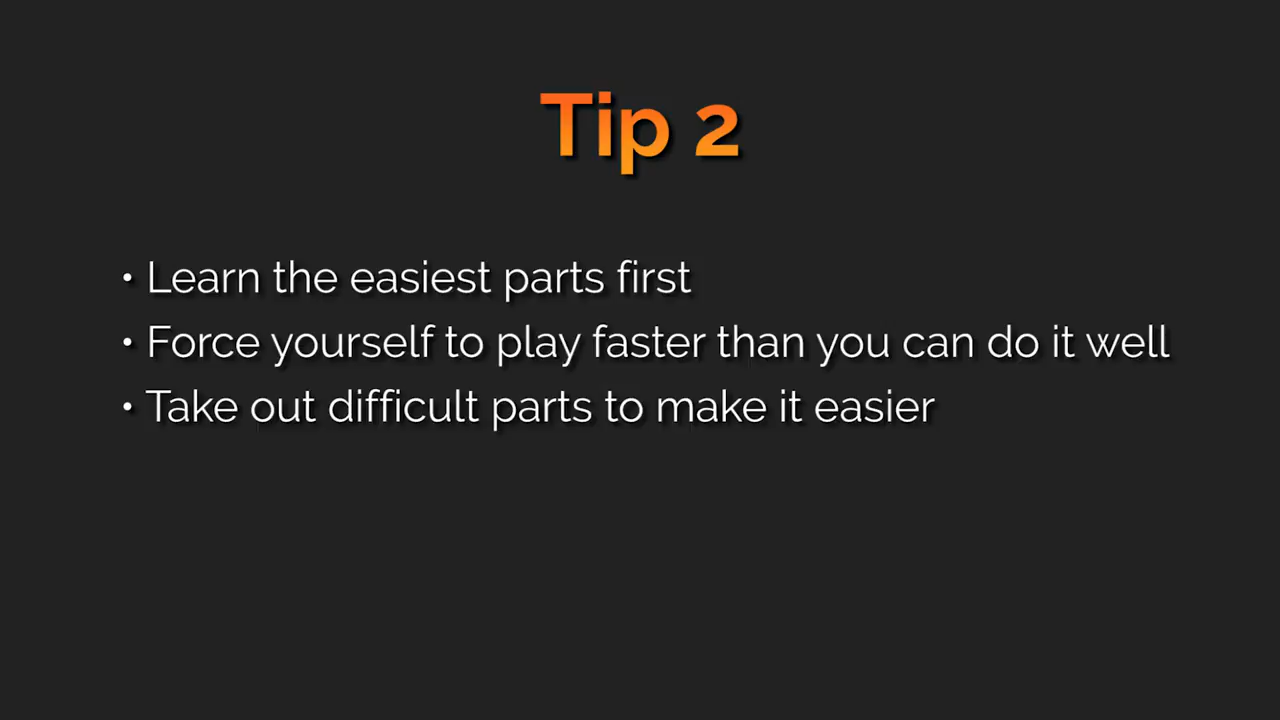 Tip 2
• Learn the easiest parts first
• Force yourself to play faster than you can do it well
• Take out difficult parts to make it easier